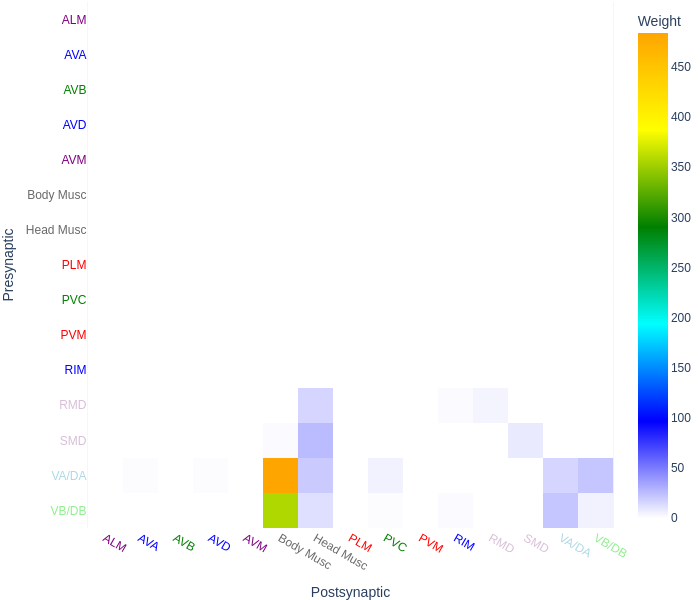 Weight
ALM
AVA
AVB
AVD
AVM
Body Musc
Head Musc
PLM
PVC
PVM
RIM
RMD
SMD
VA/DA
VB/DB
Presynaptic
450
400
350
300
250
200
150
100
50
0
ALM
AVA
AVB
AVD
AVM
Body Musc
Head Musc
PLM
PVC
PVM
RIM
RMD
SMD
VA/DA
VB/DB
Postsynaptic